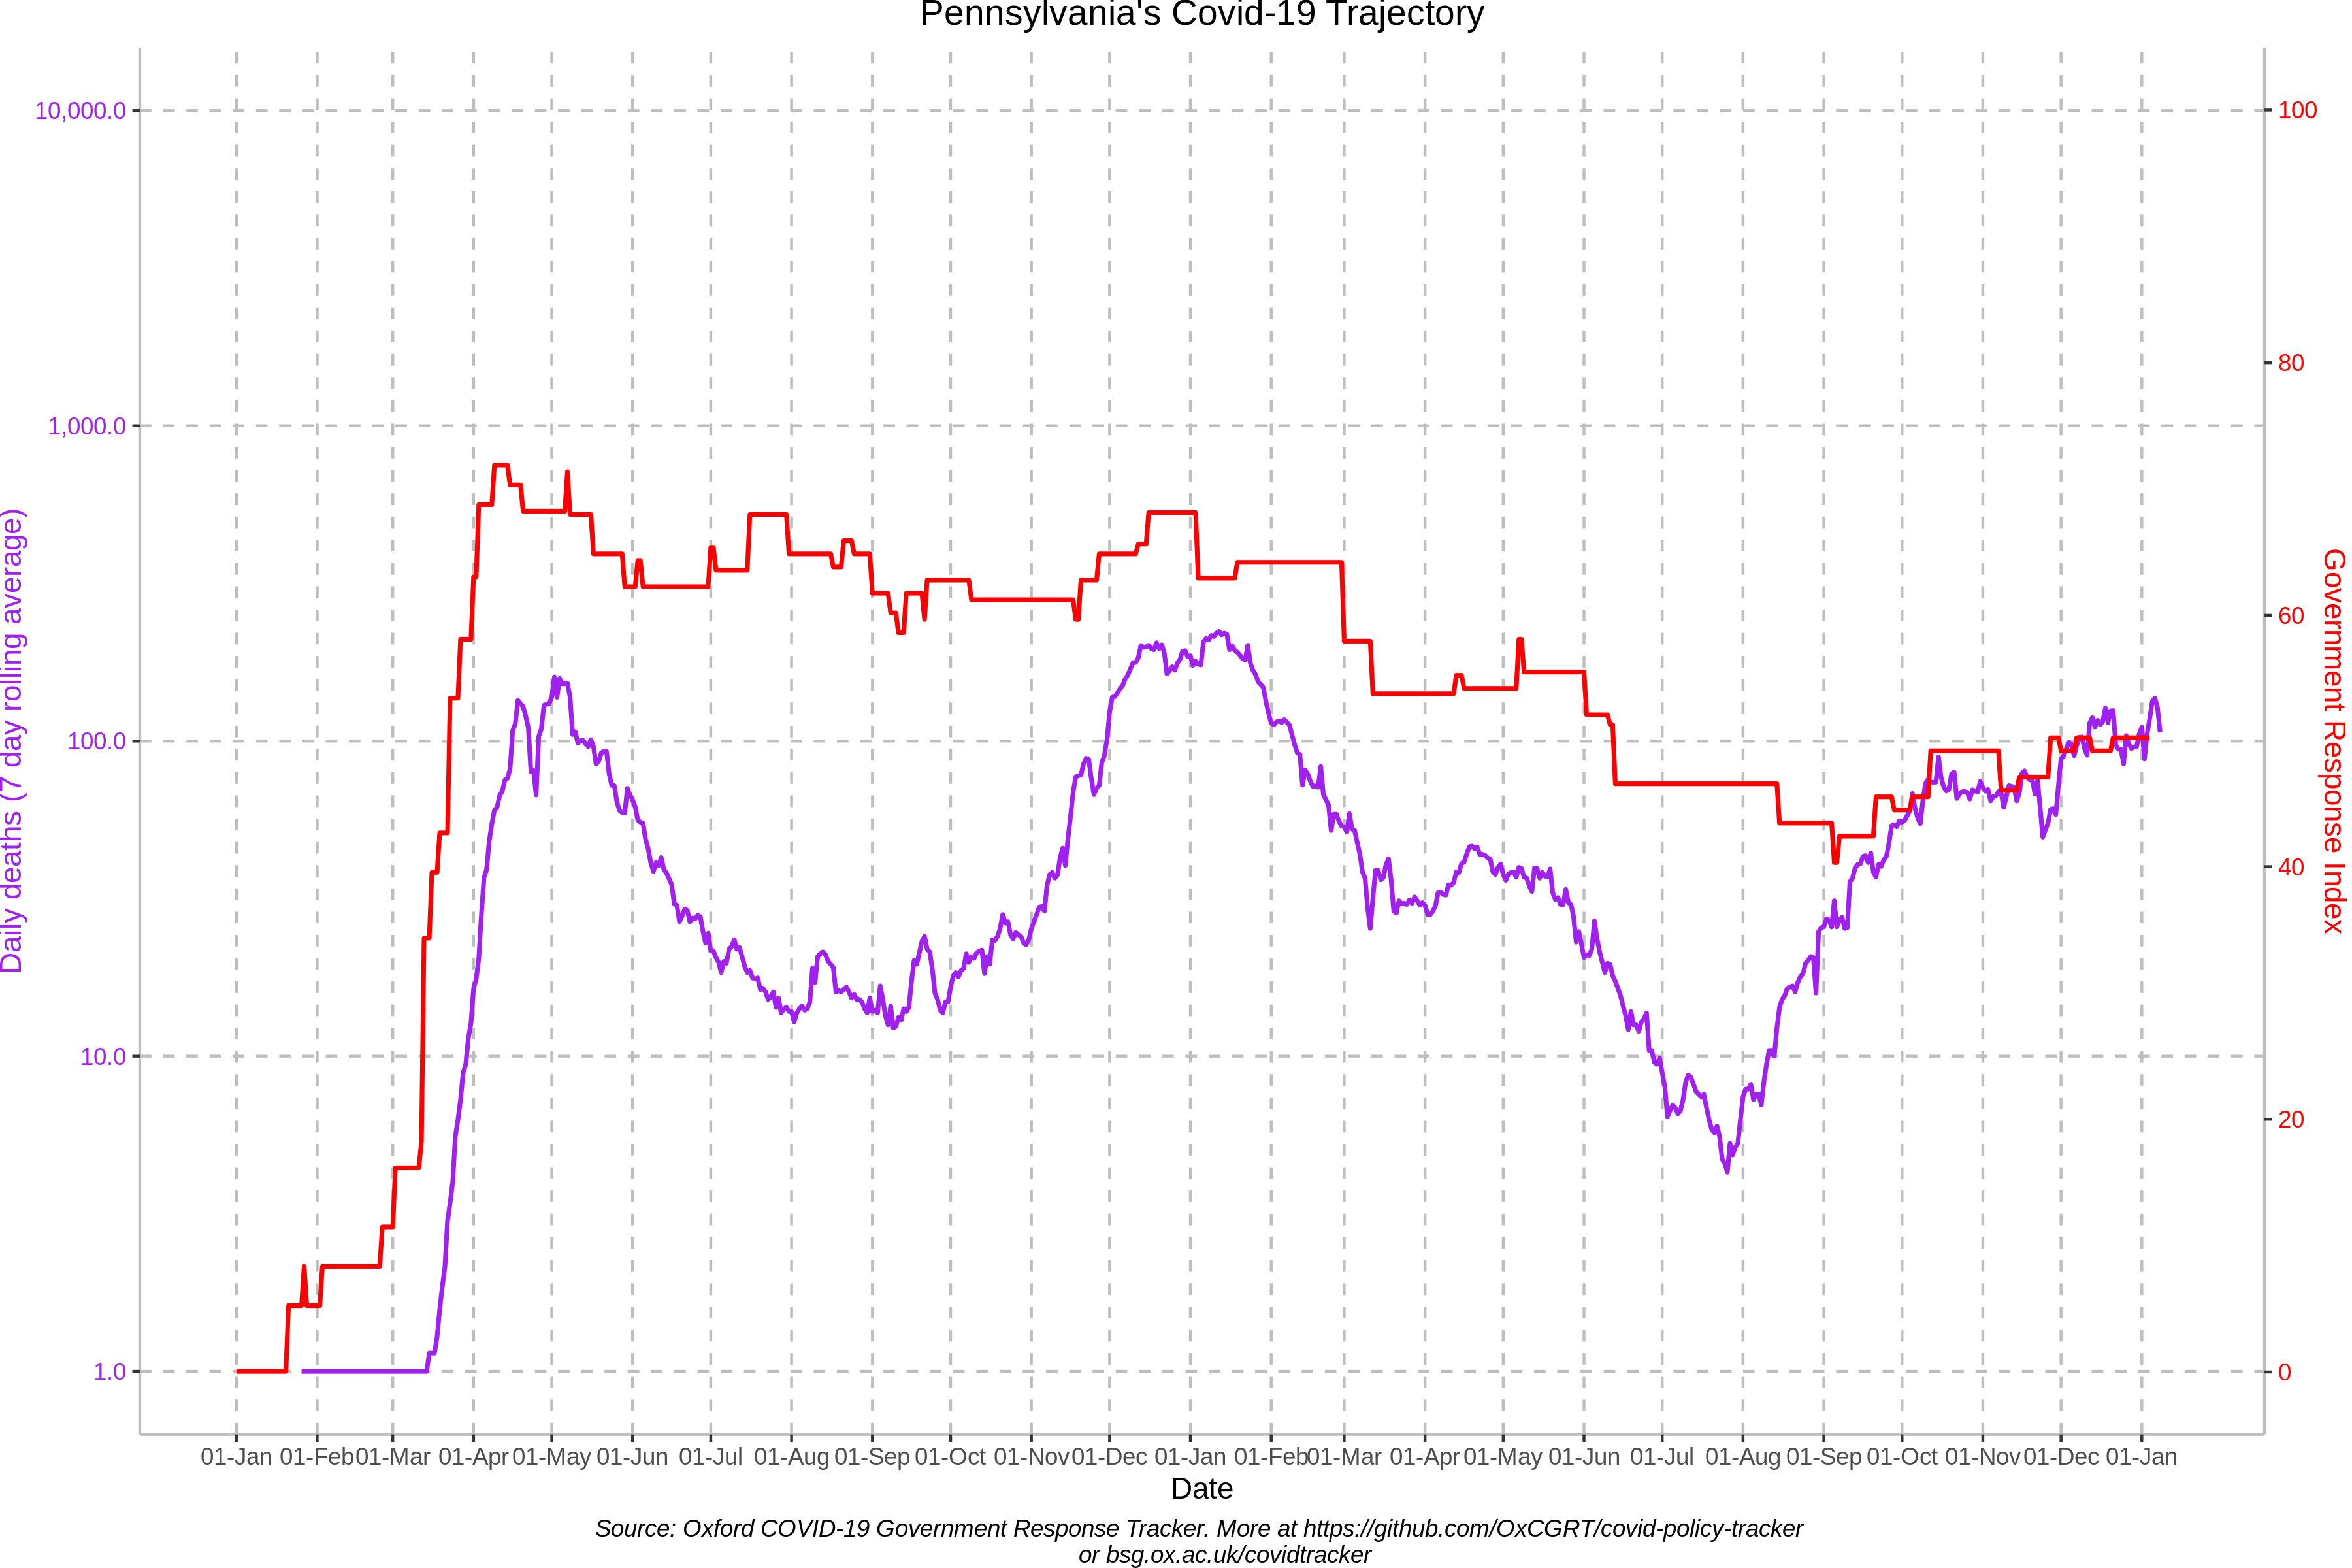 Pennsylvania's Covid-19 Trajectory
10,000.0
1,000.0
100.0
10.0
1.0
Daily deaths (7 day rolling average)
100
80
60
40
20
0
Government Response Index
01-Jan 01-Feb 01-Mar 01-Apr 01-May 01-Jun 01-Jul 01-Aug 01-Sep 01-Oct 01-Nov 01-Dec 01-Jan 01-Feb 01-Mar 01-Apr 01-May 01-Jun 01-Jul 01-Aug 01-Sep 01-Oct 01-Nov 01-Dec 01-Jan
Date
Source: Oxford COVID-19 Government Response Tracker. More at https://github.com/OxCGRT/covid-policy-tracker
or bsg.ox.ac.uk/covidtracker